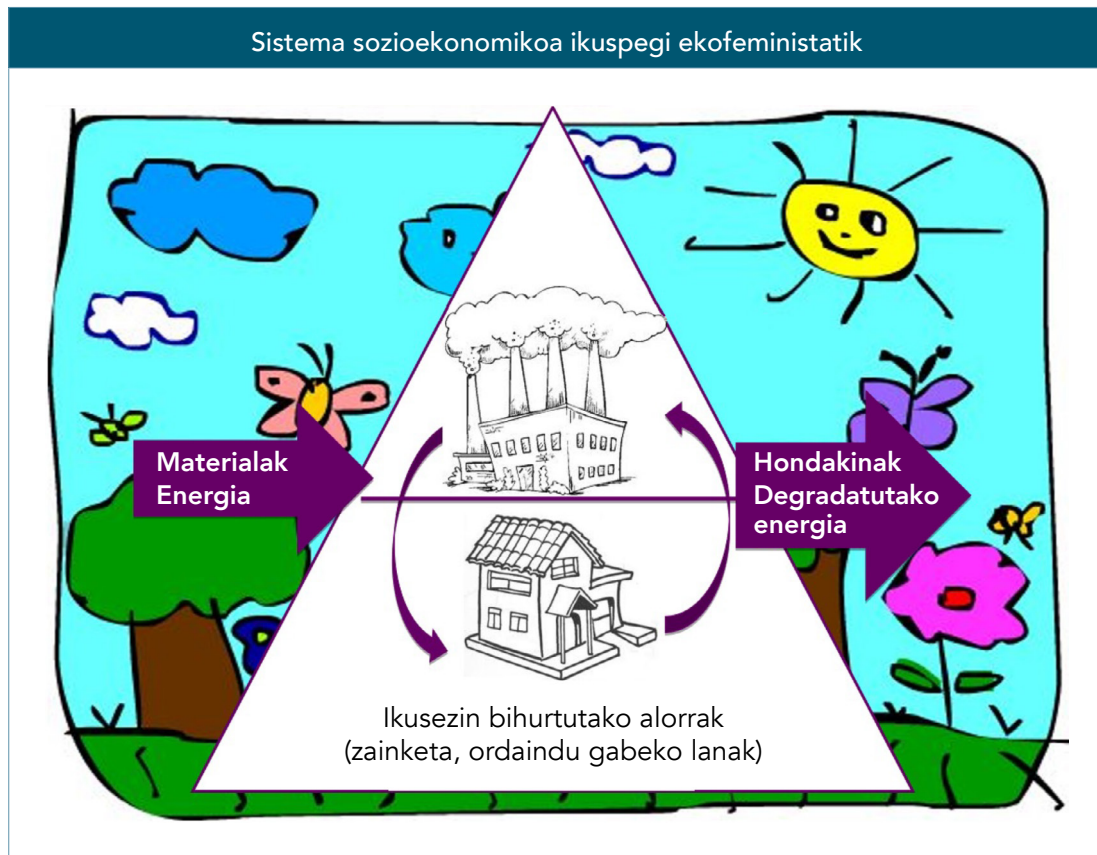 Sistema sozioekonomikoa ikuspegi ekofeministatik
Materialak
Energia
Hondakinak
Degradatutako
energia
Ikusezin bihurtutako alorrak
(zainketa, ordaindu gabeko lanak)